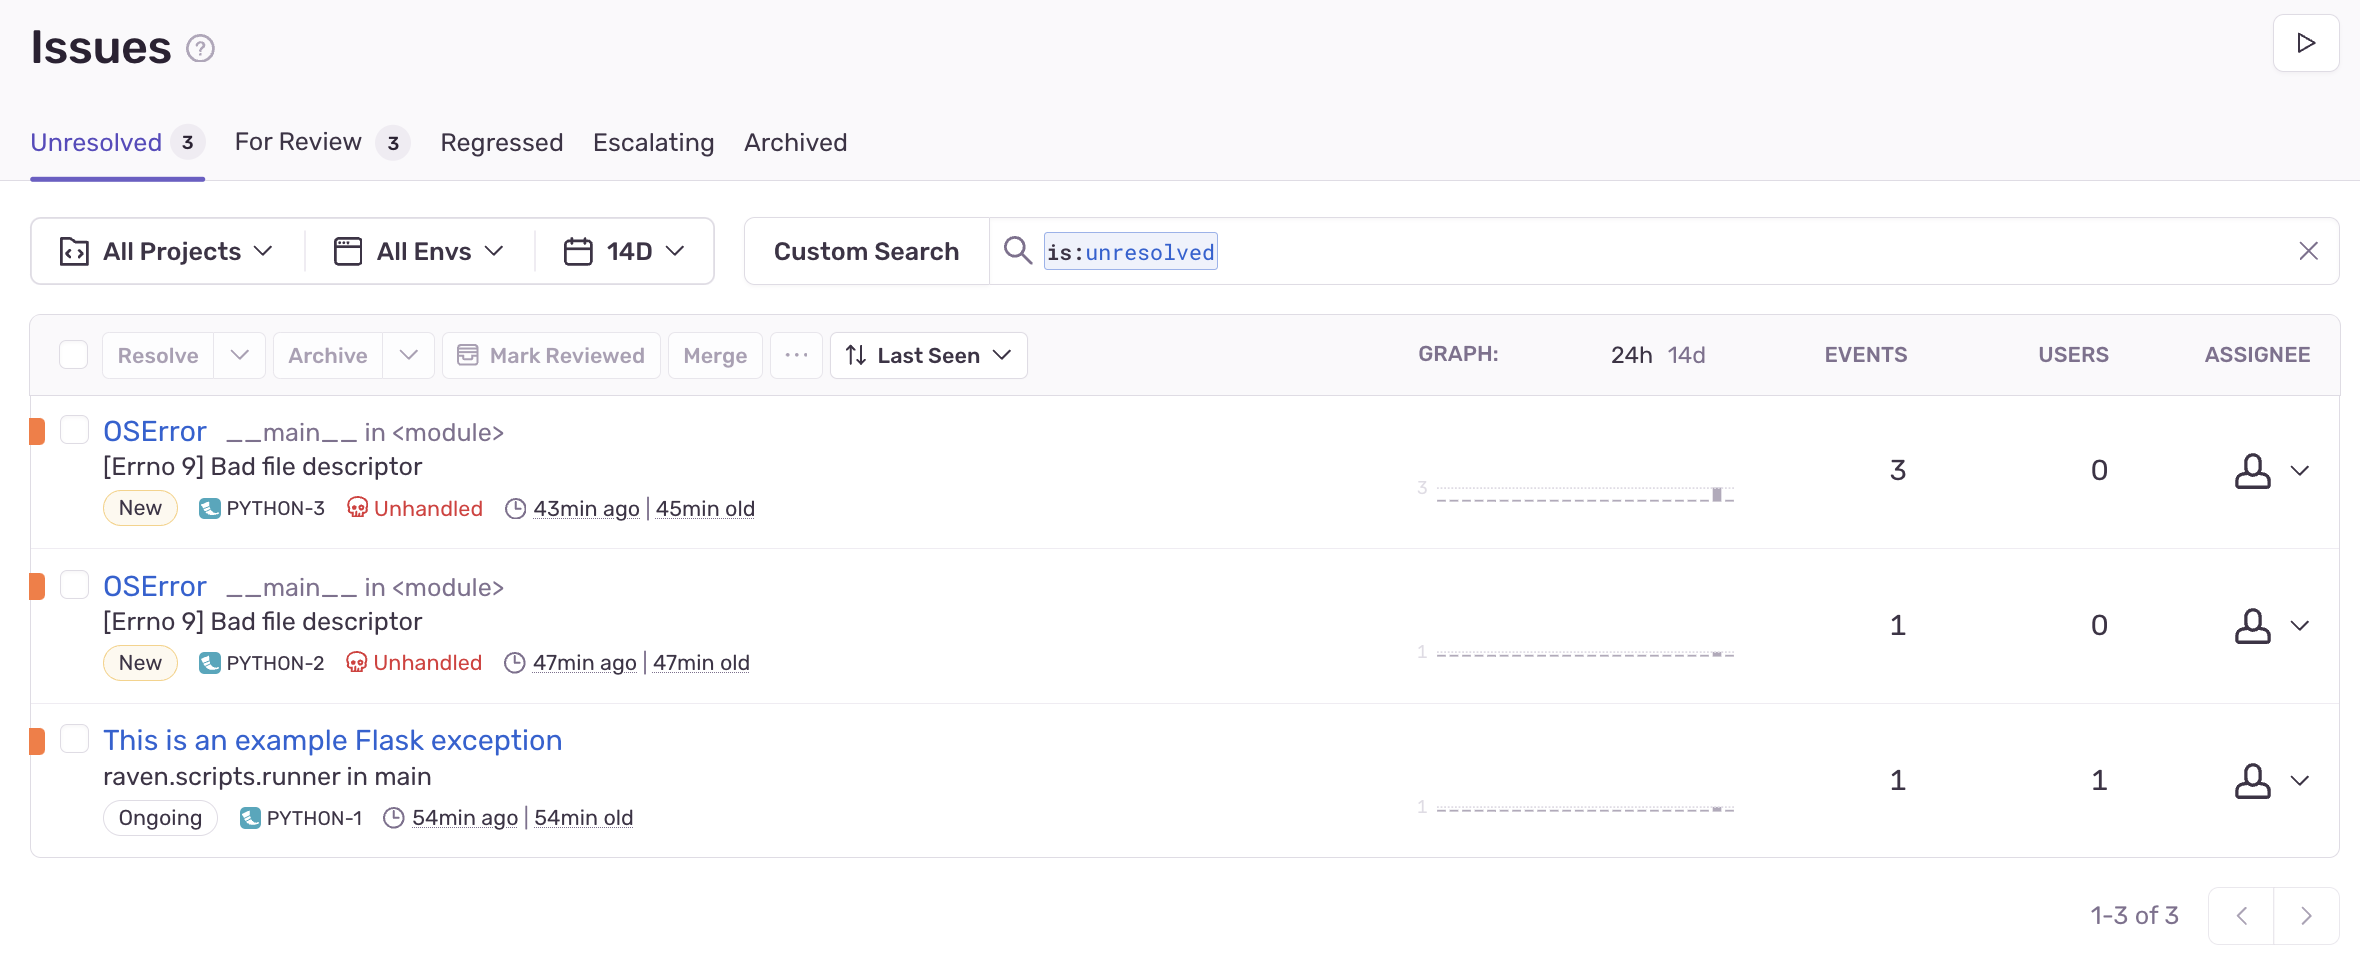 Issues ?
Unresolved 3 For Review 3 Regressed Escalating Archived
All Projects All Envs 14D Custom Search is:unresolved
Resolve Archive Mark Reviewed Merge ··· Last Seen GRAPH: 24h 14d EVENTS USERS ASSIGNEE
OSError __main__ in <module>
[Errno 9] Bad file descriptor
3 3 0
New PYTHON-3 Unhandled 43min ago | 45min old
OSError __main__ in <module>
[Errno 9] Bad file descriptor
1 1 0
New PYTHON-2 Unhandled 47min ago | 47min old
This is an example Flask exception
raven.scripts.runner in main
1 1 1
Ongoing PYTHON-1 54min ago | 54min old
1-3 of 3